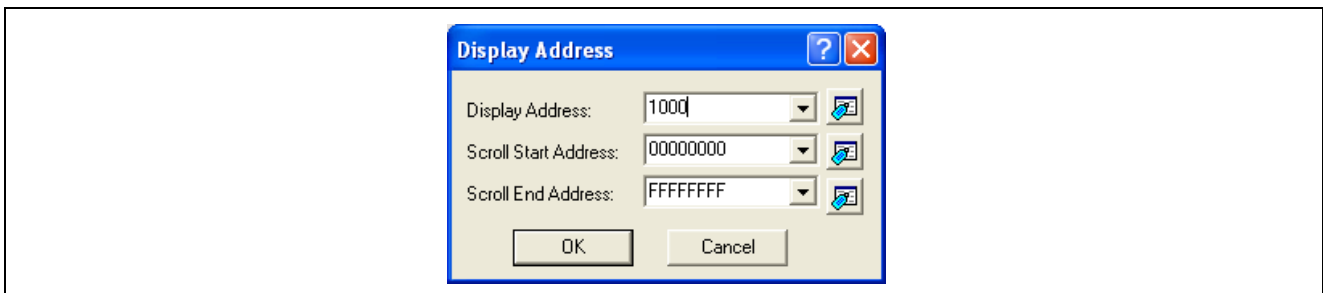 Display Address
Display Address: 1000
Scroll Start Address: 00000000
Scroll End Address: FFFFFFFF
OK Cancel